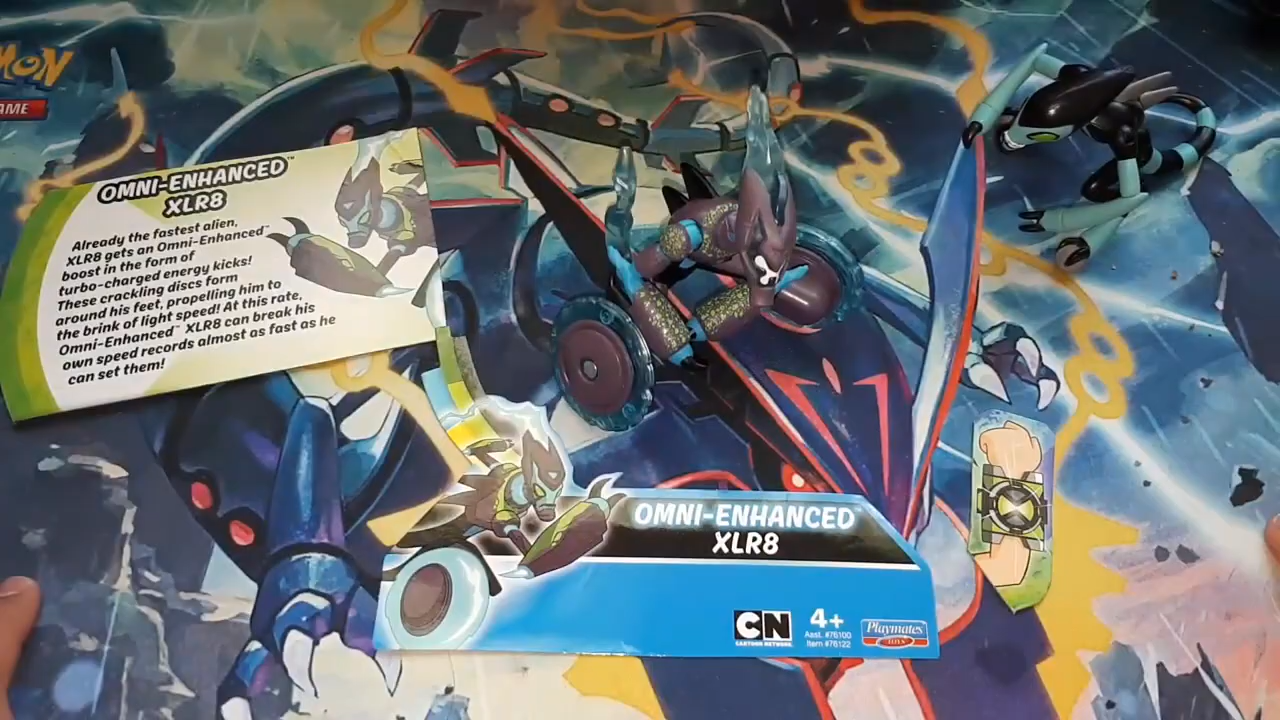 MON
AME
OMNI-ENHANCED™
XLR8
Already the fastest alien,
XLR8 gets an Omni-Enhanced™
boost in the form of
turbo-charged energy kicks!
These crackling discs form
around his feet, propelling him to
the brink of light speed! At this rate,
Omni-Enhanced™ XLR8 can break his
own speed records almost as fast as he
can set them!
OMNI-ENHANCED™
XLR8
CN
CARTOON NETWORK
4+
Asst. #76100
Item #76122
Playmates
TOYS